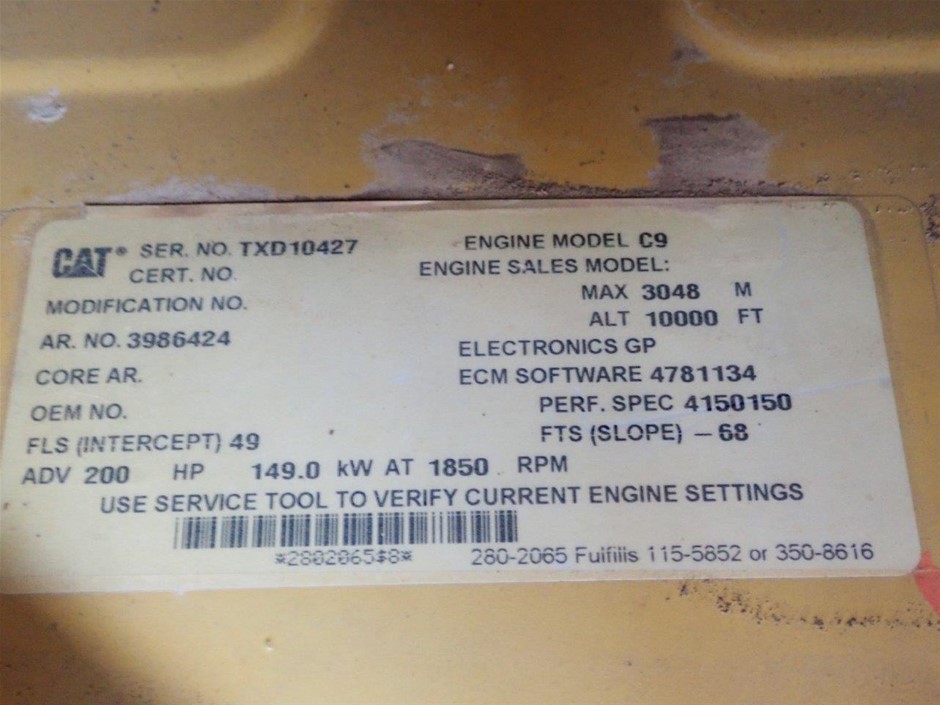 CAT® SER. NO. TXD10427 ENGINE MODEL C9
CERT. NO. ENGINE SALES MODEL:
MODIFICATION NO. MAX 3048 M
ALT 10000 FT
AR. NO. 3986424 ELECTRONICS GP
CORE AR. ECM SOFTWARE 4781134
OEM NO. PERF. SPEC 4150150
FLS (INTERCEPT) 49 FTS (SLOPE) – 68
ADV 200 HP 149.0 kW AT 1850 RPM
USE SERVICE TOOL TO VERIFY CURRENT ENGINE SETTINGS
*2802065$8* 280-2065 Fulfills 115-5852 or 350-8616